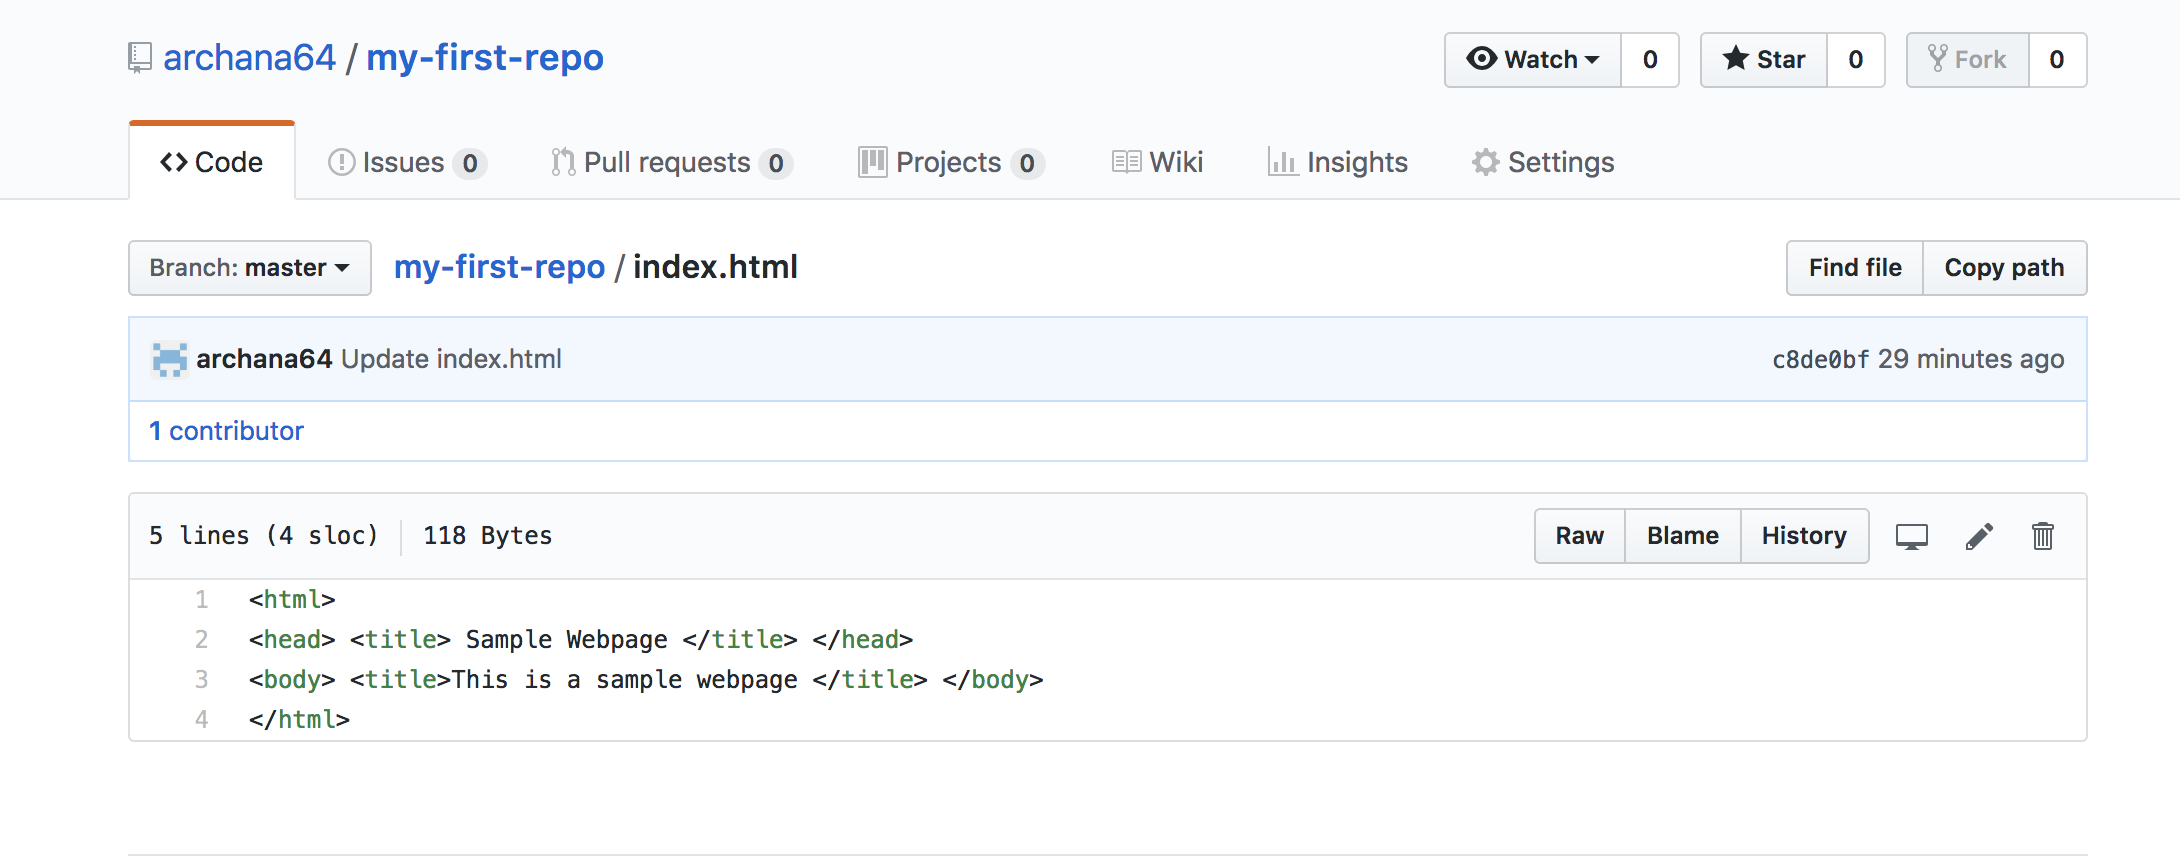 archana64 / my-first-repo
Watch 0 Star 0 Fork 0
Code Issues 0 Pull requests 0 Projects 0 Wiki Insights Settings
Branch: master my-first-repo / index.html Find file Copy path
archana64 Update index.html c8de0bf 29 minutes ago
1 contributor
5 lines (4 sloc) 118 Bytes Raw Blame History
1 <html>
2 <head> <title> Sample Webpage </title> </head>
3 <body> <title>This is a sample webpage </title> </body>
4 </html>